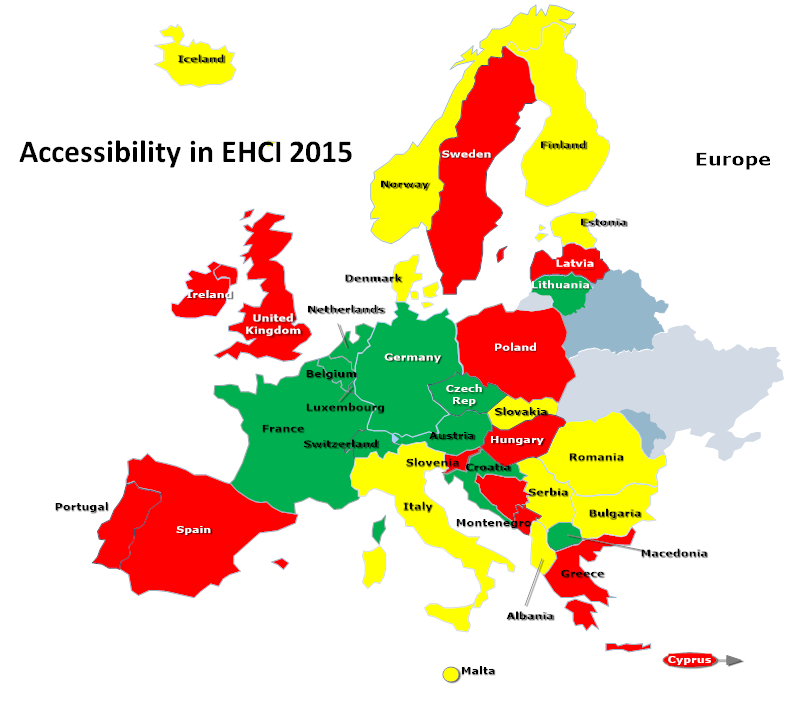 Iceland
Accessibility in EHCI 2015
Europe
Sweden
Finland
Norway
Estonia
Latvia
Denmark
Lithuania
Ireland
Netherlands
United
Kingdom
Poland
Germany
Belgium
Czech
Rep
Luxembourg
Slovakia
France
Switzerland
Austria
Hungary
Romania
Slovenia
Croatia
Serbia
Portugal
Italy
Bulgaria
Spain
Montenegro
Macedonia
Greece
Albania
Cyprus
Malta